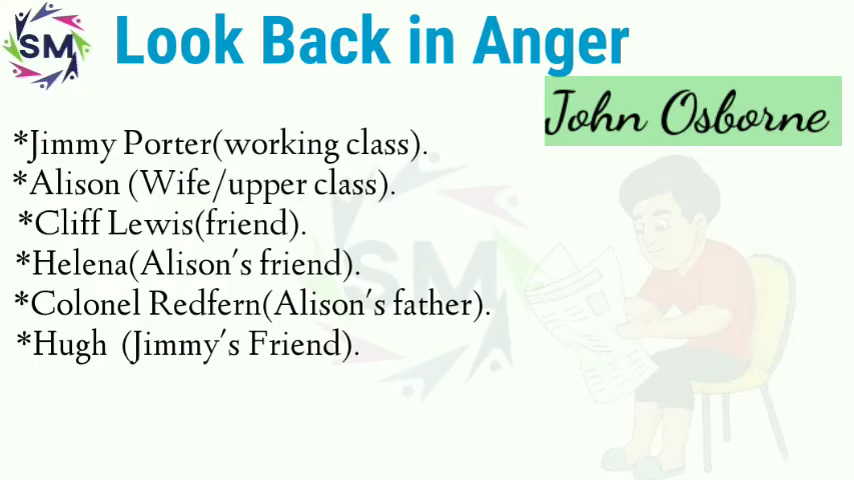 SM
Look Back in Anger
John Osborne
*Jimmy Porter(working class).
*Alison (Wife/upper class).
*Cliff Lewis(friend).
*Helena(Alison's friend).
*Colonel Redfern(Alison's father).
*Hugh (Jimmy's Friend).
SM